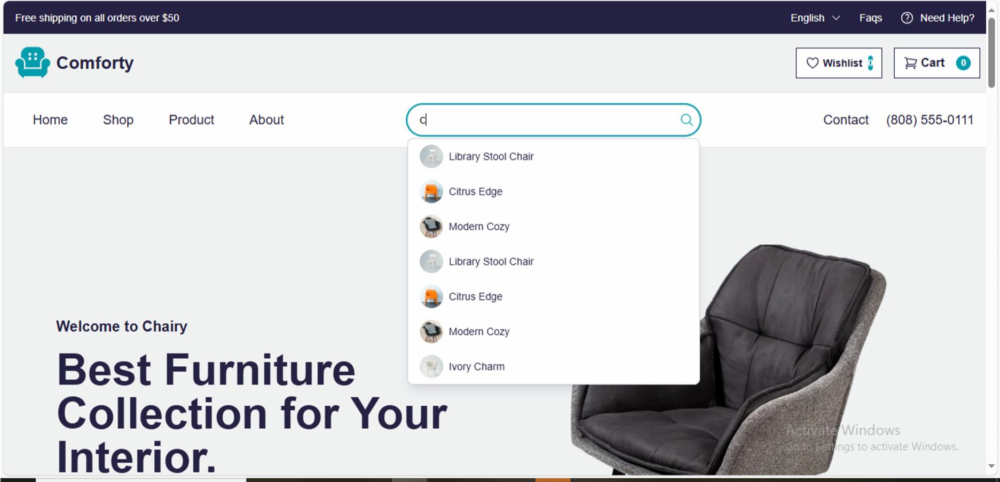 Free shipping on all orders over $50
English Faqs Need Help?
Comforty
Wishlist 0 Cart 0
Home Shop Product About c Contact (808) 555-0111
Library Stool Chair
Citrus Edge
Modern Cozy
Library Stool Chair
Citrus Edge
Modern Cozy
Ivory Charm
Welcome to Chairy
Best Furniture
Collection for Your
Interior.
Activate Windows
Go to Settings to activate Windows.